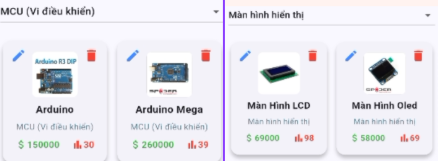 MCU (Vi điều khiển)
Arduino R3 DIP
Arduino
MCU (Vi điều khiển)
$ 150000 30
Arduino Mega
MCU (Vi điều khiển)
$ 260000 39
Màn hình hiển thị
Màn Hình LCD
Màn hình hiển thị
$ 69000 98
Màn Hình Oled
Màn hình hiển thị
$ 58000 69